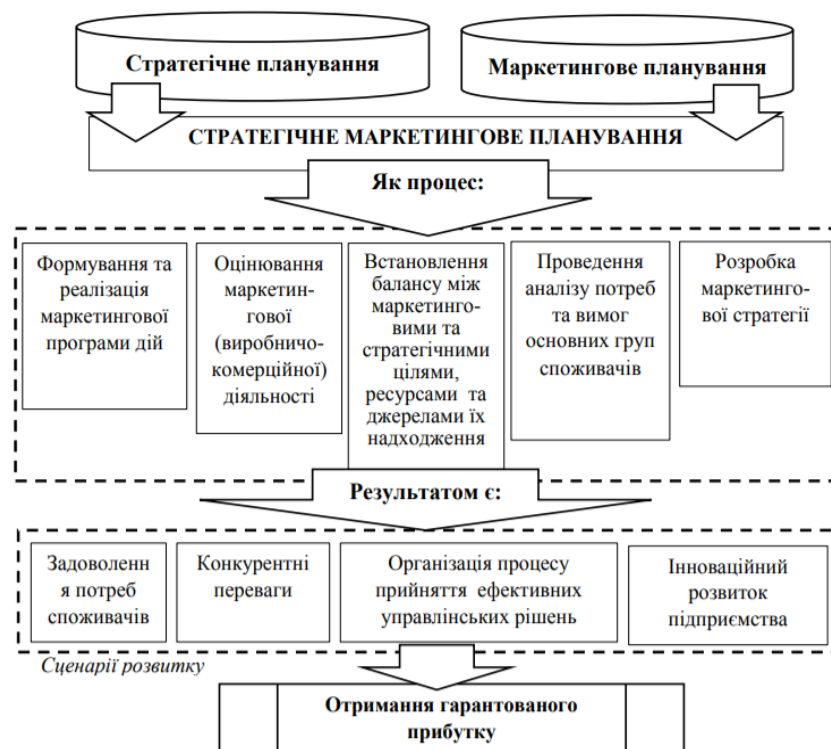 Стратегічне планування
Маркетингове планування
СТРАТЕГІЧНЕ МАРКЕТИНГОВЕ ПЛАНУВАННЯ
Як процес:
Формування та
реалізація
маркетингової
програми дій
Оцінювання
маркетин-
гової
(виробничо-
комерційної)
діяльності
Встановлення
балансу між
маркетинго-
вими та
стратегічними
цілями,
ресурсами та
джерелами їх
надходження
Проведення
аналізу потреб
та вимог
основних груп
споживачів
Розробка
маркетинго-
вої стратегії
Результатом є:
Задоволенн
я потреб
споживачів
Конкурентні
переваги
Організація процесу
прийняття ефективних
управлінських рішень
Інноваційний
розвиток
підприємства
Сценарії розвитку
Отримання гарантованого
прибутку